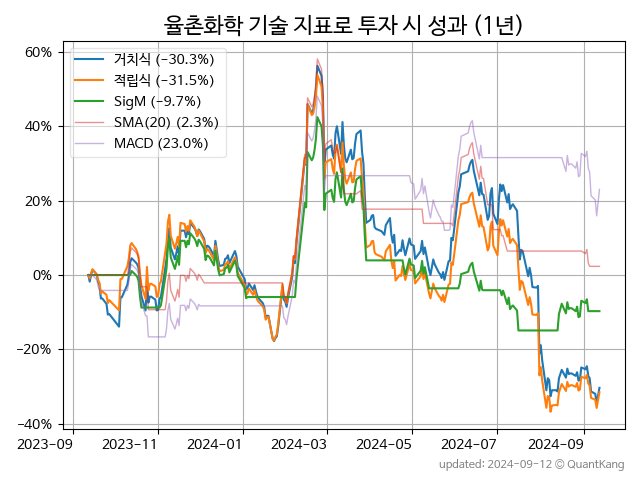 율촌화학 기술 지표로 투자 시 성과 (1년)
60%
40%
20%
0%
−20%
−40%
거치식 (−30.3%)
적립식 (−31.5%)
SigM (−9.7%)
SMA(20) (2.3%)
MACD (23.0%)
2023-09 2023-11 2024-01 2024-03 2024-05 2024-07 2024-09
updated: 2024-09-12 © QuantKang